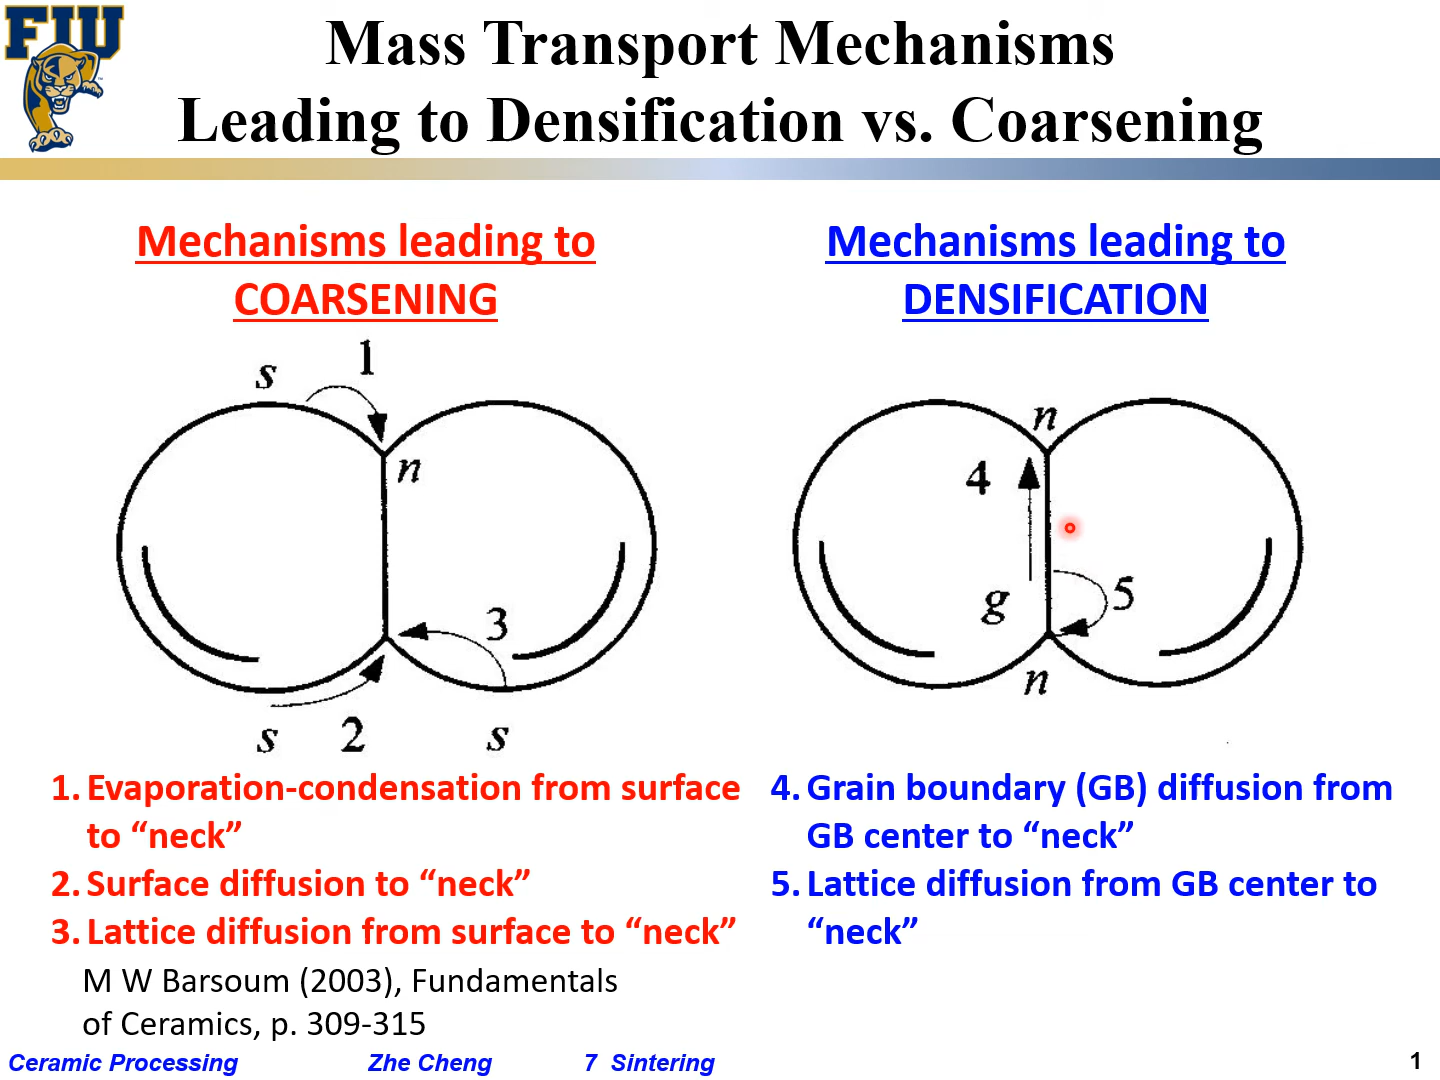 FIU
Mass Transport Mechanisms
Leading to Densification vs. Coarsening
Mechanisms leading to
COARSENING
s
1
n
3
s
2
s
1. Evaporation-condensation from surface
to “neck”
2. Surface diffusion to “neck”
3. Lattice diffusion from surface to “neck”
M W Barsoum (2003), Fundamentals
of Ceramics, p. 309-315
Mechanisms leading to
DENSIFICATION
n
4
g
5
n
4. Grain boundary (GB) diffusion from
GB center to “neck”
5. Lattice diffusion from GB center to
“neck”
Ceramic Processing Zhe Cheng 7 Sintering 1